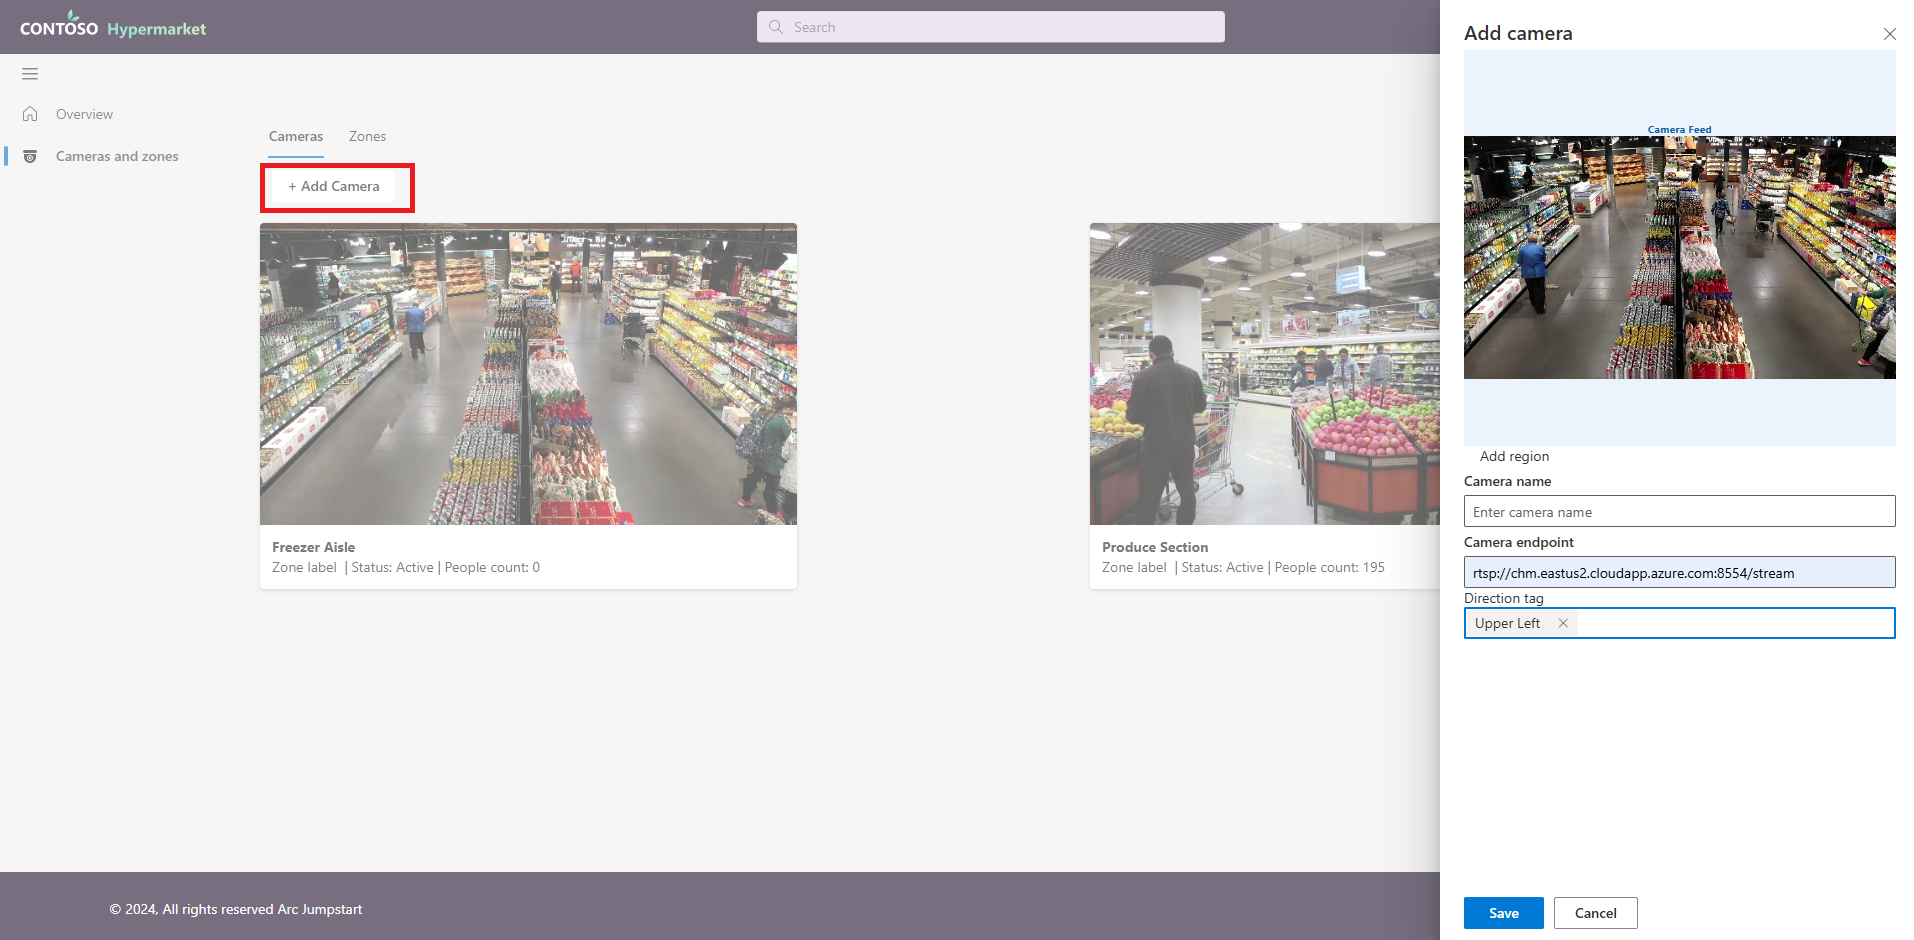 CONTOSO Hypermarket
Search
Overview
Cameras and zones
Cameras
Zones
+ Add Camera
Freezer Aisle
Zone label | Status: Active | People count: 0
Produce Section
Zone label | Status: Active | People count: 195
© 2024, All rights reserved Arc Jumpstart
Add camera
Camera Feed
Add region
Camera name
Enter camera name
Camera endpoint
rtsp://chm.eastus2.cloudapp.azure.com:8554/stream
Direction tag
Upper Left
Save
Cancel